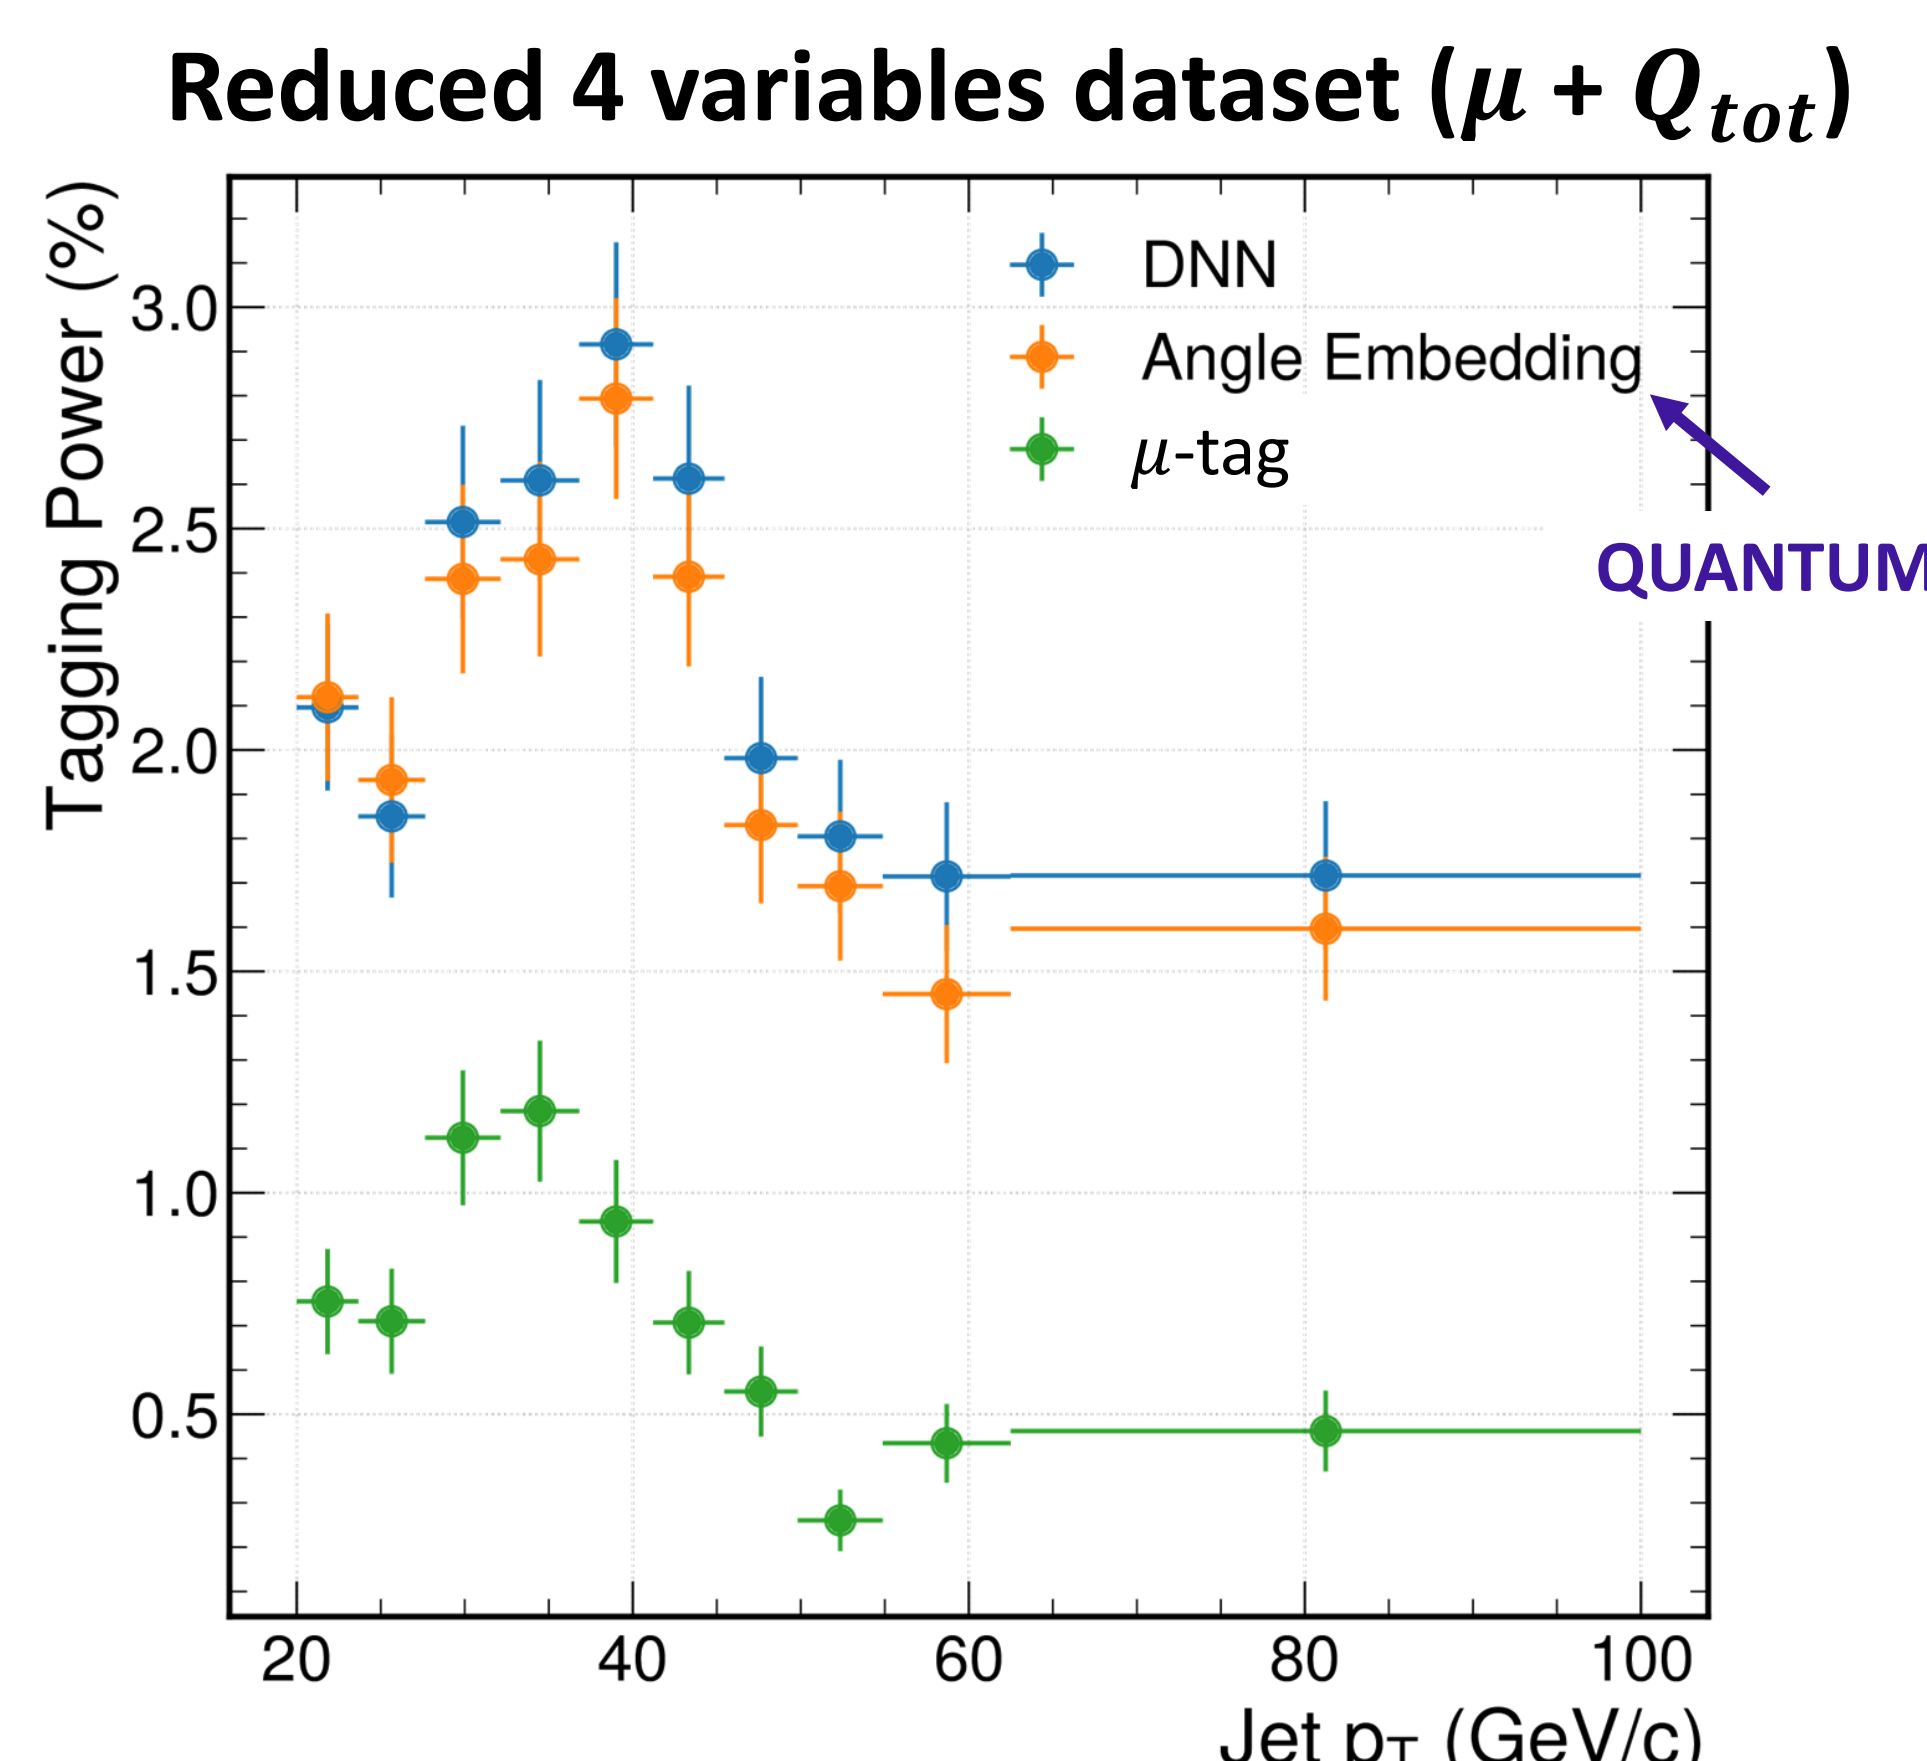 Reduced 4 variables dataset (μ + Q_tot)
Tagging Power (%)
3.0
2.5
2.0
1.5
1.0
0.5
DNN
Angle Embedding
μ-tag
QUANTUM
20 40 60 80 100
Jet p_T (GeV/c)